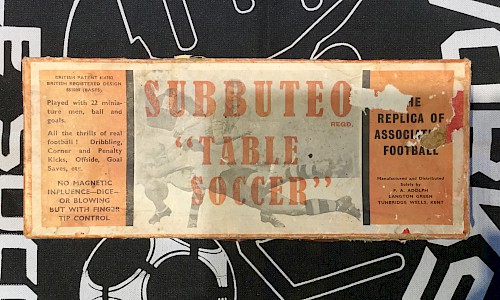 BRITISH PATENT
BRITISH REGISTERED DESIGN
Played with 22 minia-
ture men, ball and
goals.
All the thrills of real
football! Dribbling,
Corner and Penalty
Kicks, Offside, Goal
Saves, etc.
NO MAGNETIC
INFLUENCE—DICE—
OR BLOWING
BUT WITH FINGER
TIP CONTROL
SUBBUTEO
REGD.
"TABLE
SOCCER"
REPLICA OF
FOOTBALL
Manufactured and Distributed
Solely by
P. A. ADOLPH
LANGTON GREEN
TUNBRIDGE WELLS, KENT